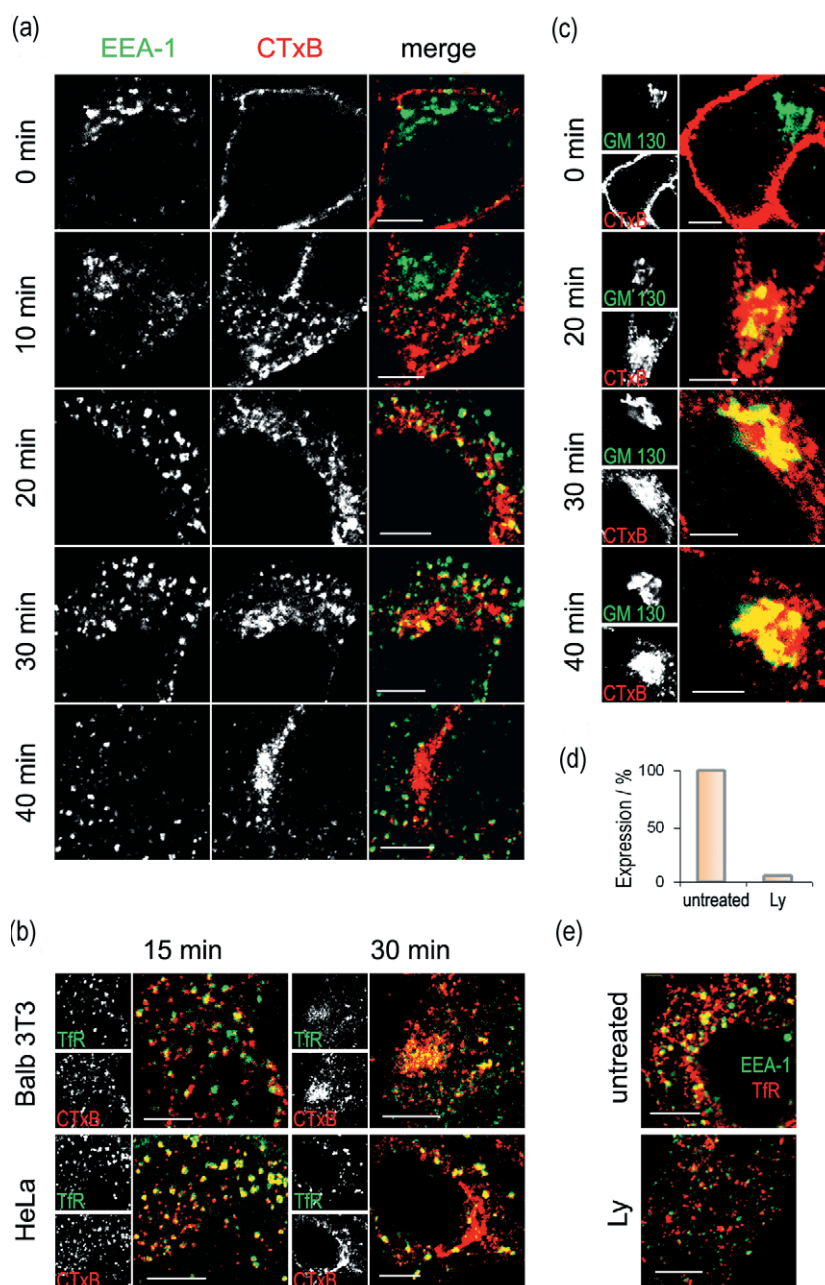 (a)
EEA-1 CTxB merge
0 min
10 min
20 min
30 min
40 min
(c)
0 min
GM 130
CTxB
20 min
GM 130
CTxB
30 min
GM 130
CTxB
40 min
GM 130
CTxB
(d)
Expression / %
100
50
0
untreated Ly
(b)
15 min 30 min
Balb 3T3
TfR
CTxB
TfR
CTxB
HeLa
TfR
CTxB
TfR
CTxB
(e)
untreated
EEA-1
TfR
Ly